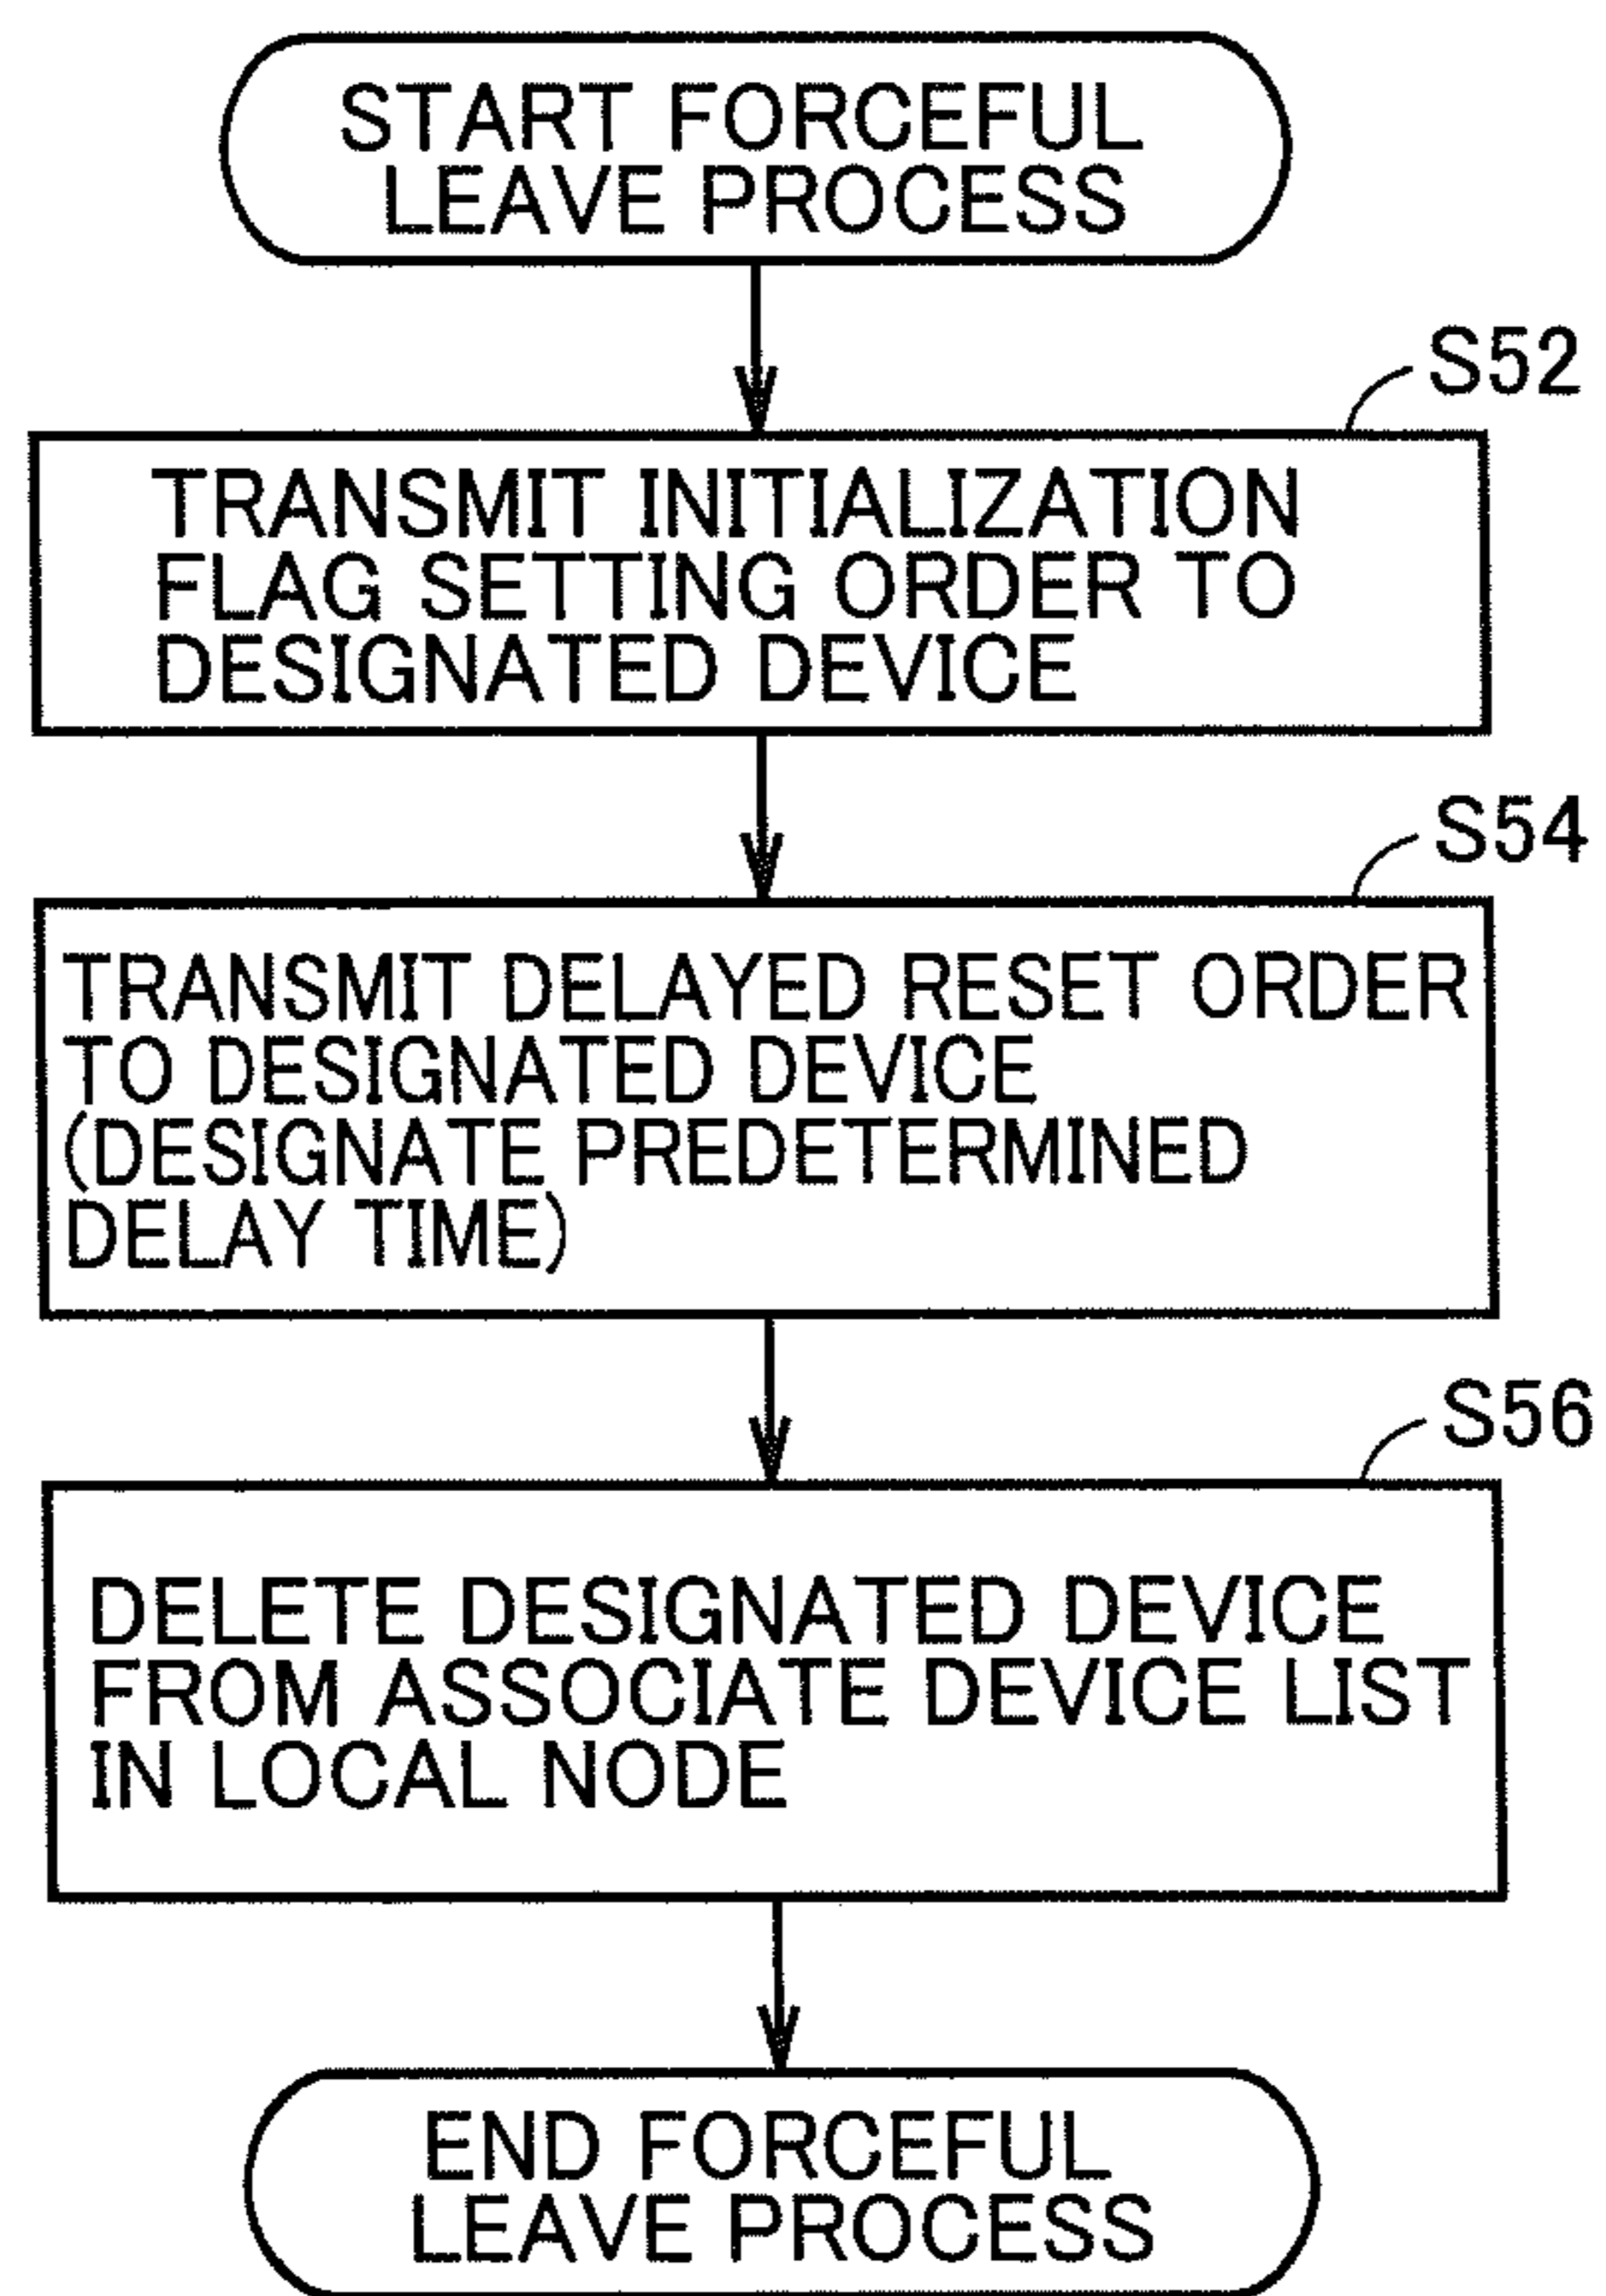 START FORCEFUL
LEAVE PROCESS
S52
TRANSMIT INITIALIZATION
FLAG SETTING ORDER TO
DESIGNATED DEVICE
S54
TRANSMIT DELAYED RESET ORDER
TO DESIGNATED DEVICE
(DESIGNATE PREDETERMINED
DELAY TIME)
S56
DELETE DESIGNATED DEVICE
FROM ASSOCIATE DEVICE LIST
IN LOCAL NODE
END FORCEFUL
LEAVE PROCESS